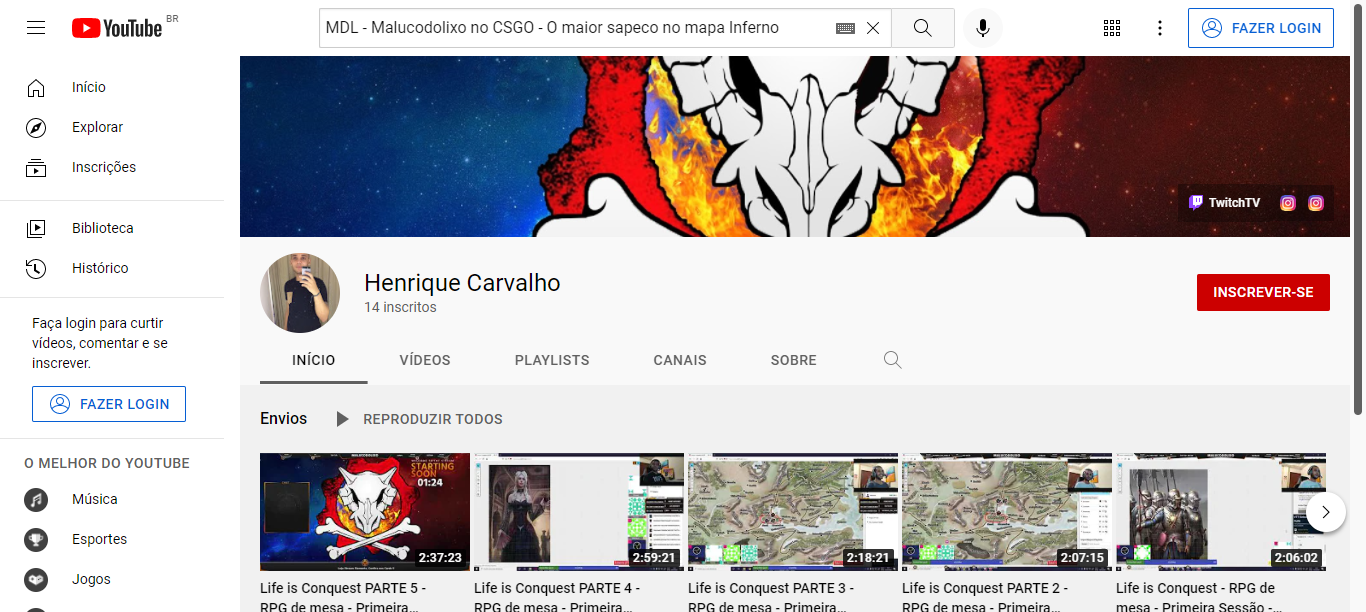 YouTube BR
MDL - Malucodolixo no CSGO - O maior sapeco no mapa Inferno
FAZER LOGIN
Início
Explorar
Inscrições
Biblioteca
Histórico
Faça login para curtir
vídeos, comentar e se
inscrever.
FAZER LOGIN
O MELHOR DO YOUTUBE
Música
Esportes
Jogos
TwitchTV
Henrique Carvalho
14 inscritos
INSCREVER-SE
INÍCIO
VÍDEOS
PLAYLISTS
CANAIS
SOBRE
Envios
REPRODUZIR TODOS
STARTING
SOON
01:24
2:37:23
2:59:21
2:18:21
2:07:15
2:06:02
Life is Conquest PARTE 5 -
RPG de mesa - Primeira...
Life is Conquest PARTE 4 -
RPG de mesa - Primeira...
Life is Conquest PARTE 3 -
RPG de mesa - Primeira...
Life is Conquest PARTE 2 -
RPG de mesa - Primeira...
Life is Conquest - RPG de
mesa - Primeira Sessão -...